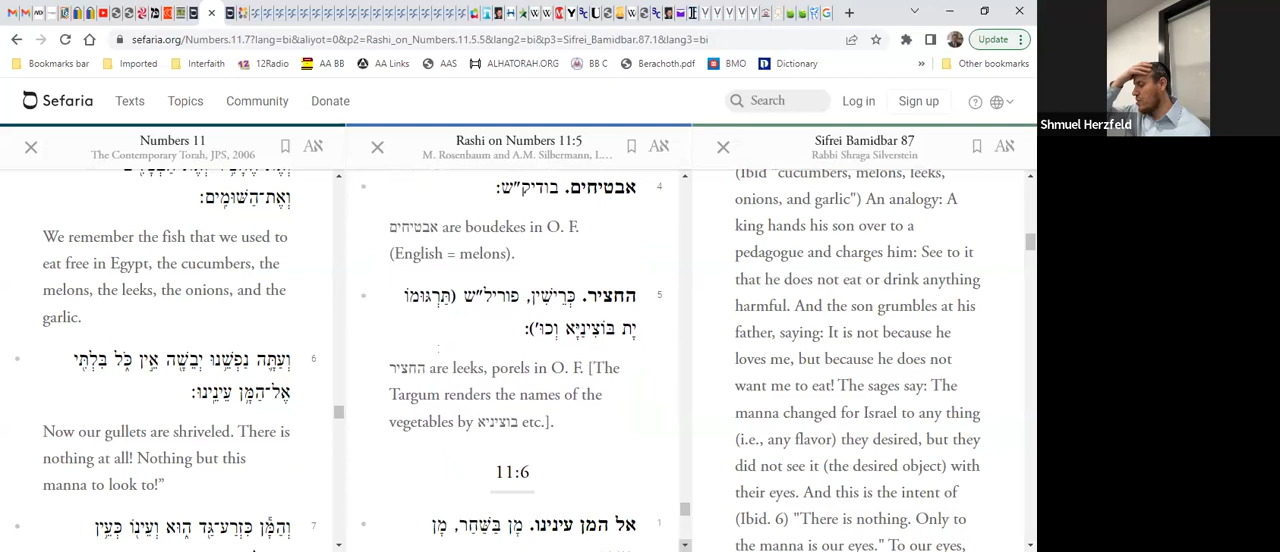 sefaria.org/Numbers.11.7?lang=bi&aliyot=0&p2=Rashi_on_Numbers.11.5.5&lang2=bi&p3=Sifrei_Bamidbar.87.1&lang3=bi
Update
Bookmarks bar
Imported
Interfaith
12Radio
AA BB
AA Links
AAS
ALHATORAH.ORG
BB C
Berachoth.pdf
BMO
Dictionary
»
Other bookmarks
Sefaria
Texts
Topics
Community
Donate
Search
Log in
Sign up
Shmuel Herzfeld
Numbers 11
The Contemporary Torah, JPS, 2006
וְאֶת־הַשּׁוּמִֽים׃
We remember the fish that we used to
eat free in Egypt, the cucumbers, the
melons, the leeks, the onions, and the
garlic.
6
וְעַתָּ֛ה נַפְשֵׁ֥נוּ יְבֵשָׁ֖ה אֵ֣ין כֹּ֑ל בִּלְתִּ֖י
אֶל־הַמָּ֥ן עֵינֵֽינוּ׃
Now our gullets are shriveled. There is
nothing at all! Nothing but this
manna to look to!”
7
וְהַמָּ֕ן כִּזְרַע־גַּ֖ד ה֑וּא וְעֵינ֖וֹ כְּעֵ֥ין
Rashi on Numbers 11:5
M. Rosenbaum and A.M. Silbermann, L...
4
אבטיחים. בודיק״ש:
אבטיחים are boudekes in O. F.
(English = melons).
5
החציר. כְּרֵישִׁין, פוריל״ש (תַּרְגּוּמוֹ
יָת בּוֹצִינַיָּא וְכוּ'):
החציר are leeks, porels in O. F. [The
Targum renders the names of the
vegetables by בוציניא etc.].
11:6
1
אל המן עינינו. מָן בַּשַּׁחַר, מָן
Sifrei Bamidbar 87
Rabbi Shraga Silverstein
(Ibid "cucumbers, melons, leeks,
onions, and garlic") An analogy: A
king hands his son over to a
pedagogue and charges him: See to it
that he does not eat or drink anything
harmful. And the son grumbles at his
father, saying: It is not because he
loves me, but because he does not
want me to eat! The sages say: The
manna changed for Israel to any thing
(i.e., any flavor) they desired, but they
did not see it (the desired object) with
their eyes. And this is the intent of
(Ibid. 6) "There is nothing. Only to
the manna is our eyes." To our eyes,